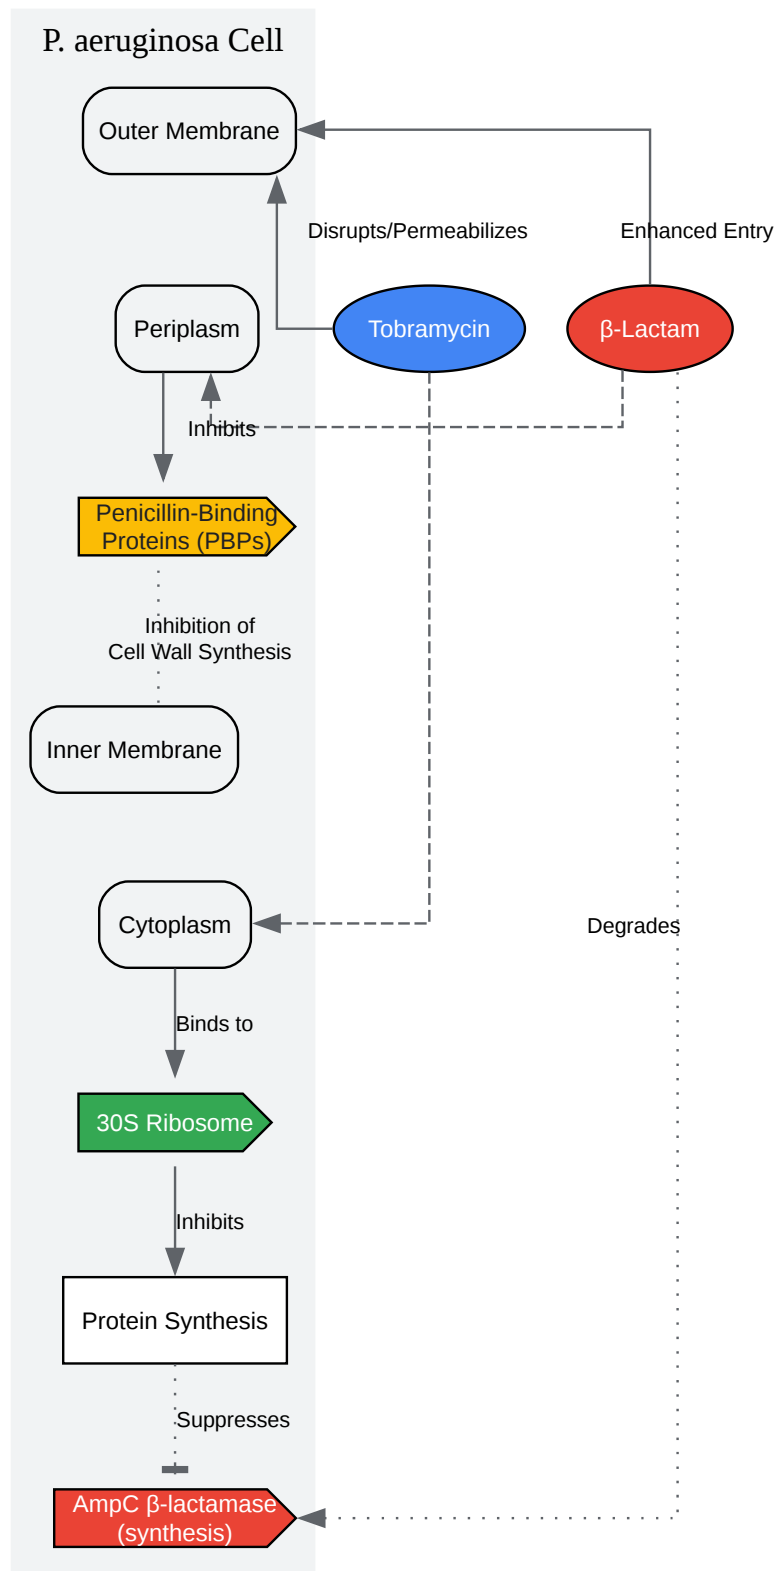 P. aeruginosa Cell
Outer Membrane
Disrupts/Permeabilizes
Enhanced Entry
Periplasm
Tobramycin
β-Lactam
Inhibits
Penicillin-Binding
Proteins (PBPs)
Inhibition of
Cell Wall Synthesis
Inner Membrane
Cytoplasm
Degrades
Binds to
30S Ribosome
Inhibits
Protein Synthesis
Suppresses
AmpC β-lactamase
(synthesis)